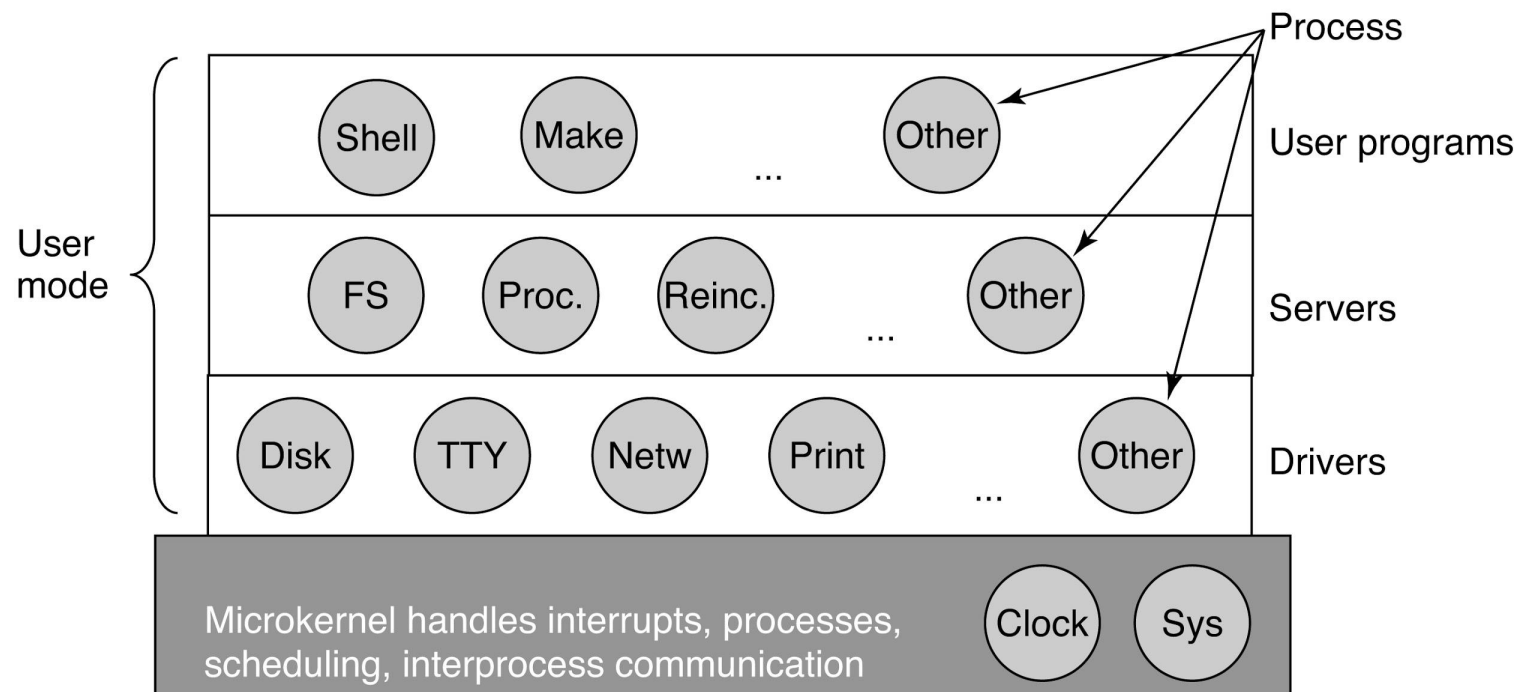 Process
Shell Make ... Other
User programs
User
mode
FS Proc. Reinc. ... Other
Servers
Disk TTY Netw Print ... Other
Drivers
Microkernel handles interrupts, processes,
scheduling, interprocess communication
Clock Sys